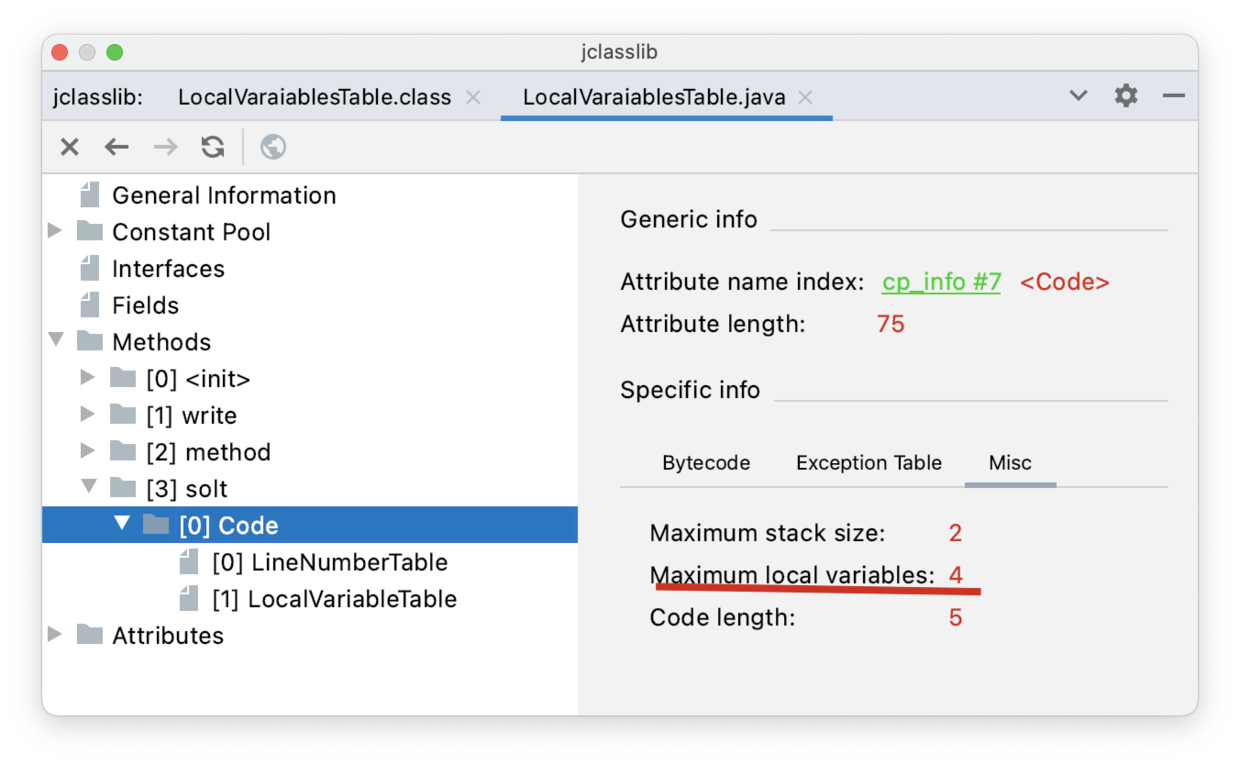 jclasslib
jclasslib: LocalVaraiablesTable.class LocalVaraiablesTable.java
General Information
Constant Pool
Interfaces
Fields
Methods
[0] <init>
[1] write
[2] method
[3] solt
[0] Code
[0] LineNumberTable
[1] LocalVariableTable
Attributes
Generic info
Attribute name index: cp_info #7 <Code>
Attribute length: 75
Specific info
Bytecode Exception Table Misc
Maximum stack size: 2
Maximum local variables: 4
Code length: 5